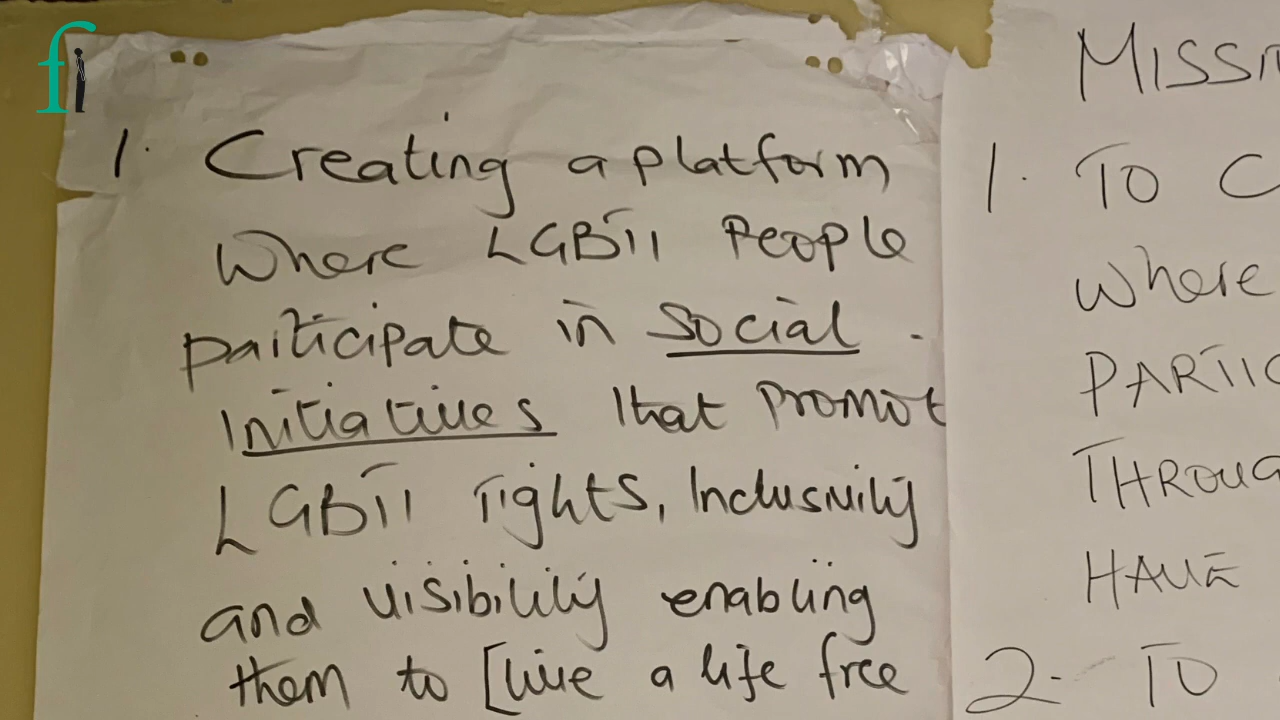 fi
1. Creating a platform
Where LGBTI People
participate in social
Initiatives that promot
LGBTI rights, Inclusivity
and visibility enabling
them to [live a life free
MISSI
1. TO C
Where
PARTIC
THROUG
HAVE
2. TO